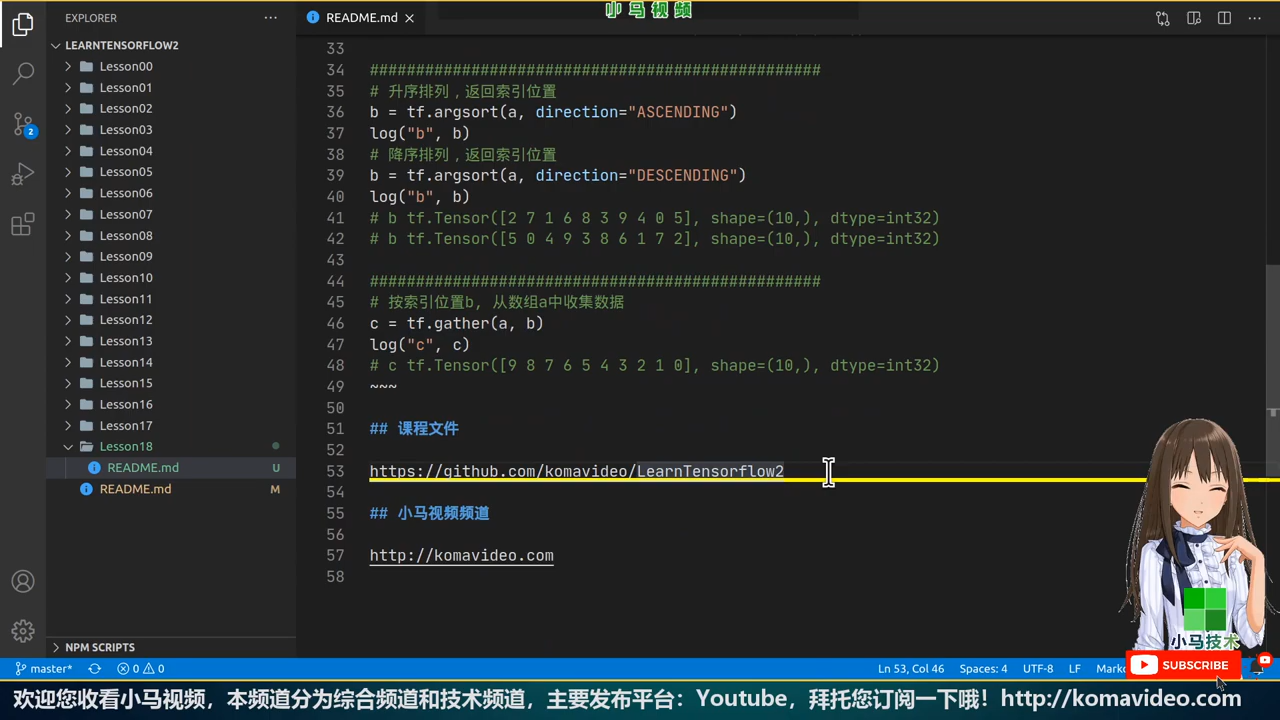 小马视频
EXPLORER
README.md
LEARNTENSORFLOW2
Lesson00
Lesson01
Lesson02
Lesson03
Lesson04
Lesson05
Lesson06
Lesson07
Lesson08
Lesson09
Lesson10
Lesson11
Lesson12
Lesson13
Lesson14
Lesson15
Lesson16
Lesson17
Lesson18
README.md U
README.md M
NPM SCRIPTS
2
33
34 #################################################
35 # 升序排列，返回索引位置
36 b = tf.argsort(a, direction="ASCENDING")
37 log("b", b)
38 # 降序排列，返回索引位置
39 b = tf.argsort(a, direction="DESCENDING")
40 log("b", b)
41 # b tf.Tensor([2 7 1 6 8 3 9 4 0 5], shape=(10,), dtype=int32)
42 # b tf.Tensor([5 0 4 9 3 8 6 1 7 2], shape=(10,), dtype=int32)
43
44 #################################################
45 # 按索引位置b, 从数组a中收集数据
46 c = tf.gather(a, b)
47 log("c", c)
48 # c tf.Tensor([9 8 7 6 5 4 3 2 1 0], shape=(10,), dtype=int32)
49 ~~~
50
51 ## 课程文件
52
53 https://github.com/komavideo/LearnTensorflow2
54
55 ## 小马视频频道
56
57 http://komavideo.com
58
小马技术
SUBSCRIBE
master* 0 0 Ln 53, Col 46 Spaces: 4 UTF-8 LF
欢迎您收看小马视频，本频道分为综合频道和技术频道，主要发布平台：Youtube，拜托您订阅一下哦！http://komavideo.com